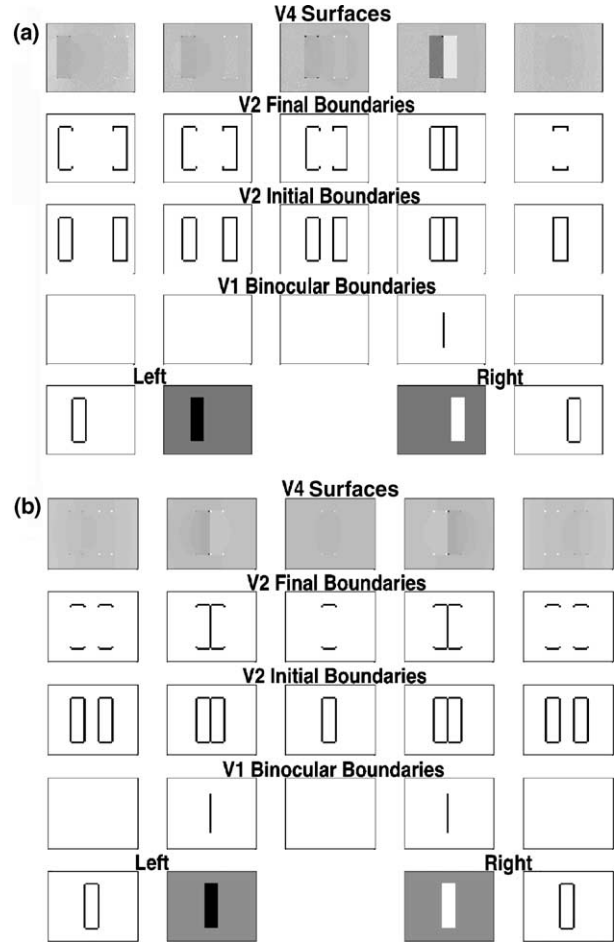 (a)
V4 Surfaces
V2 Final Boundaries
V2 Initial Boundaries
V1 Binocular Boundaries
Left Right
(b)
V4 Surfaces
V2 Final Boundaries
V2 Initial Boundaries
V1 Binocular Boundaries
Left Right